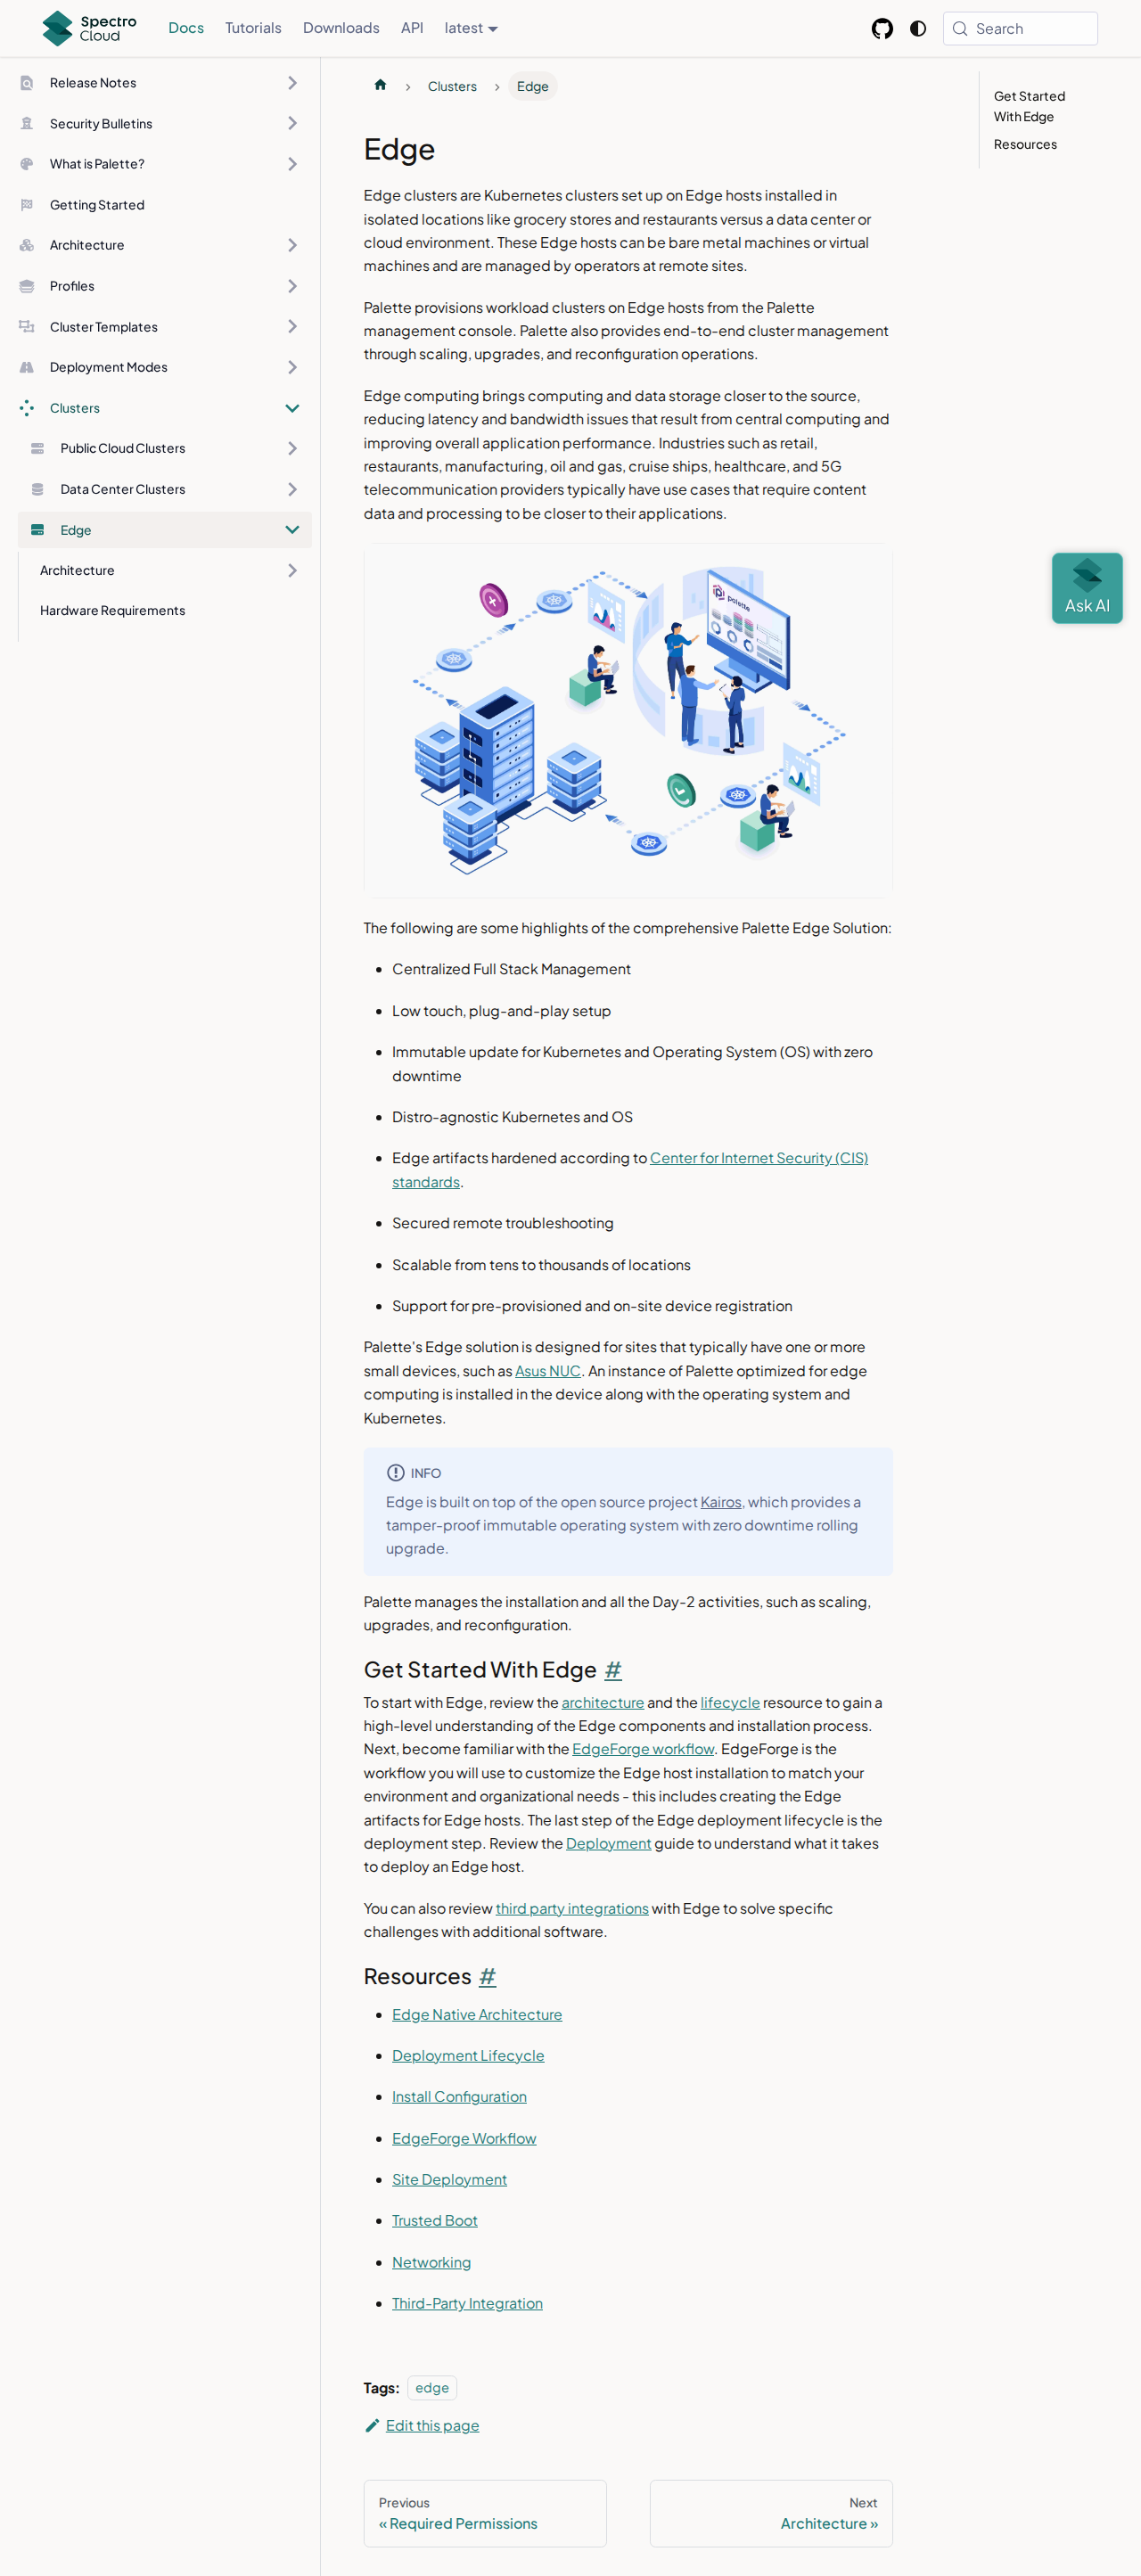 Spectro Cloud
Docs
Tutorials
Downloads
API
latest
Search
Release Notes
Security Bulletins
What is Palette?
Getting Started
Architecture
Profiles
Cluster Templates
Deployment Modes
Clusters
Public Cloud Clusters
Data Center Clusters
Edge
Architecture
Hardware Requirements
Clusters
Edge
Edge
Edge clusters are Kubernetes clusters set up on Edge hosts installed in
isolated locations like grocery stores and restaurants versus a data center or
cloud environment. These Edge hosts can be bare metal machines or virtual
machines and are managed by operators at remote sites.
Palette provisions workload clusters on Edge hosts from the Palette
management console. Palette also provides end-to-end cluster management
through scaling, upgrades, and reconfiguration operations.
Edge computing brings computing and data storage closer to the source,
reducing latency and bandwidth issues that result from central computing and
improving overall application performance. Industries such as retail,
restaurants, manufacturing, oil and gas, cruise ships, healthcare, and 5G
telecommunication providers typically have use cases that require content
data and processing to be closer to their applications.
palette
The following are some highlights of the comprehensive Palette Edge Solution:
Centralized Full Stack Management
Low touch, plug-and-play setup
Immutable update for Kubernetes and Operating System (OS) with zero
downtime
Distro-agnostic Kubernetes and OS
Edge artifacts hardened according to Center for Internet Security (CIS)
standards.
Secured remote troubleshooting
Scalable from tens to thousands of locations
Support for pre-provisioned and on-site device registration
Palette's Edge solution is designed for sites that typically have one or more
small devices, such as Asus NUC. An instance of Palette optimized for edge
computing is installed in the device along with the operating system and
Kubernetes.
INFO
Edge is built on top of the open source project Kairos, which provides a
tamper-proof immutable operating system with zero downtime rolling
upgrade.
Palette manages the installation and all the Day-2 activities, such as scaling,
upgrades, and reconfiguration.
Get Started With Edge #
To start with Edge, review the architecture and the lifecycle resource to gain a
high-level understanding of the Edge components and installation process.
Next, become familiar with the EdgeForge workflow. EdgeForge is the
workflow you will use to customize the Edge host installation to match your
environment and organizational needs - this includes creating the Edge
artifacts for Edge hosts. The last step of the Edge deployment lifecycle is the
deployment step. Review the Deployment guide to understand what it takes
to deploy an Edge host.
You can also review third party integrations with Edge to solve specific
challenges with additional software.
Resources #
Edge Native Architecture
Deployment Lifecycle
Install Configuration
EdgeForge Workflow
Site Deployment
Trusted Boot
Networking
Third-Party Integration
Tags: edge
Edit this page
Previous
« Required Permissions
Next
Architecture »
Get Started
With Edge
Resources
Ask AI